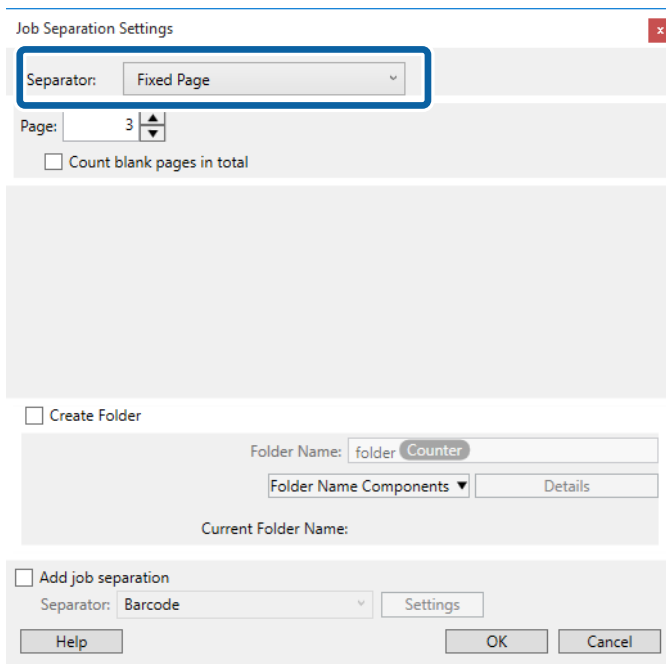 Job Separation Settings x
Separator: Fixed Page
Page: 3
Count blank pages in total
Create Folder
Folder Name: folder Counter
Folder Name Components ▼ Details
Current Folder Name:
Add job separation
Separator: Barcode Settings
Help OK Cancel